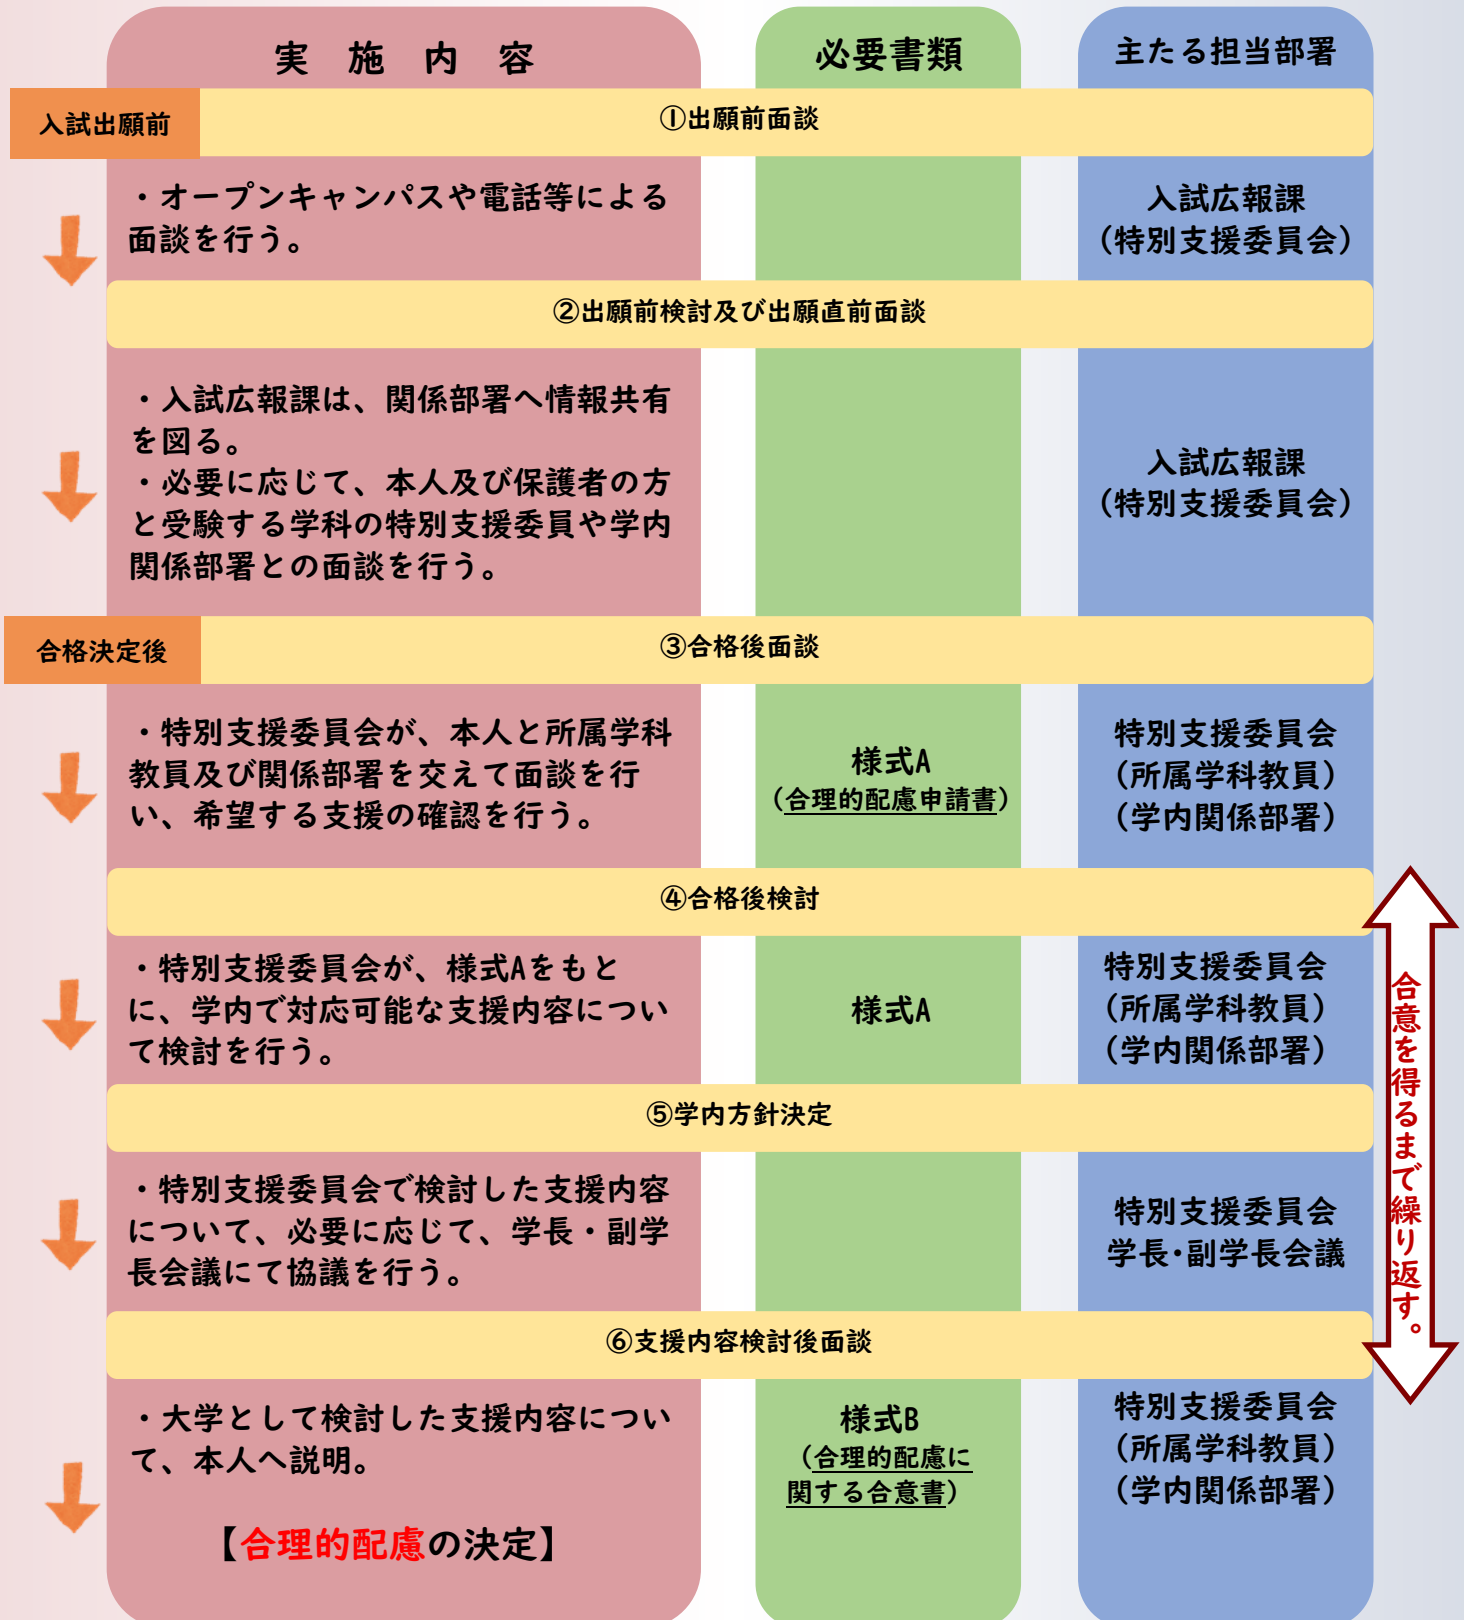 実施内容
必要書類
主たる担当部署
入試出願前
①出願前面談
・オープンキャンパスや電話等による
面談を行う。
入試広報課
(特別支援委員会)
②出願前検討及び出願直前面談
・入試広報課は、関係部署へ情報共有
を図る。
・必要に応じて、本人及び保護者の方
と受験する学科の特別支援委員や学内
関係部署との面談を行う。
入試広報課
(特別支援委員会)
合格決定後
③合格後面談
・特別支援委員会が、本人と所属学科
教員及び関係部署を交えて面談を行
い、希望する支援の確認を行う。
様式A
(合理的配慮申請書)
特別支援委員会
(所属学科教員)
(学内関係部署)
④合格後検討
・特別支援委員会が、様式Aをもと
に、学内で対応可能な支援内容につい
て検討を行う。
様式A
特別支援委員会
(所属学科教員)
(学内関係部署)
合意を得るまで繰り返す。
⑤学内方針決定
・特別支援委員会で検討した支援内容
について、必要に応じて、学長・副学
長会議にて協議を行う。
特別支援委員会
学長・副学長会議
⑥支援内容検討後面談
・大学として検討した支援内容につい
て、本人へ説明。
【合理的配慮の決定】
様式B
(合理的配慮に
関する合意書)
特別支援委員会
(所属学科教員)
(学内関係部署)